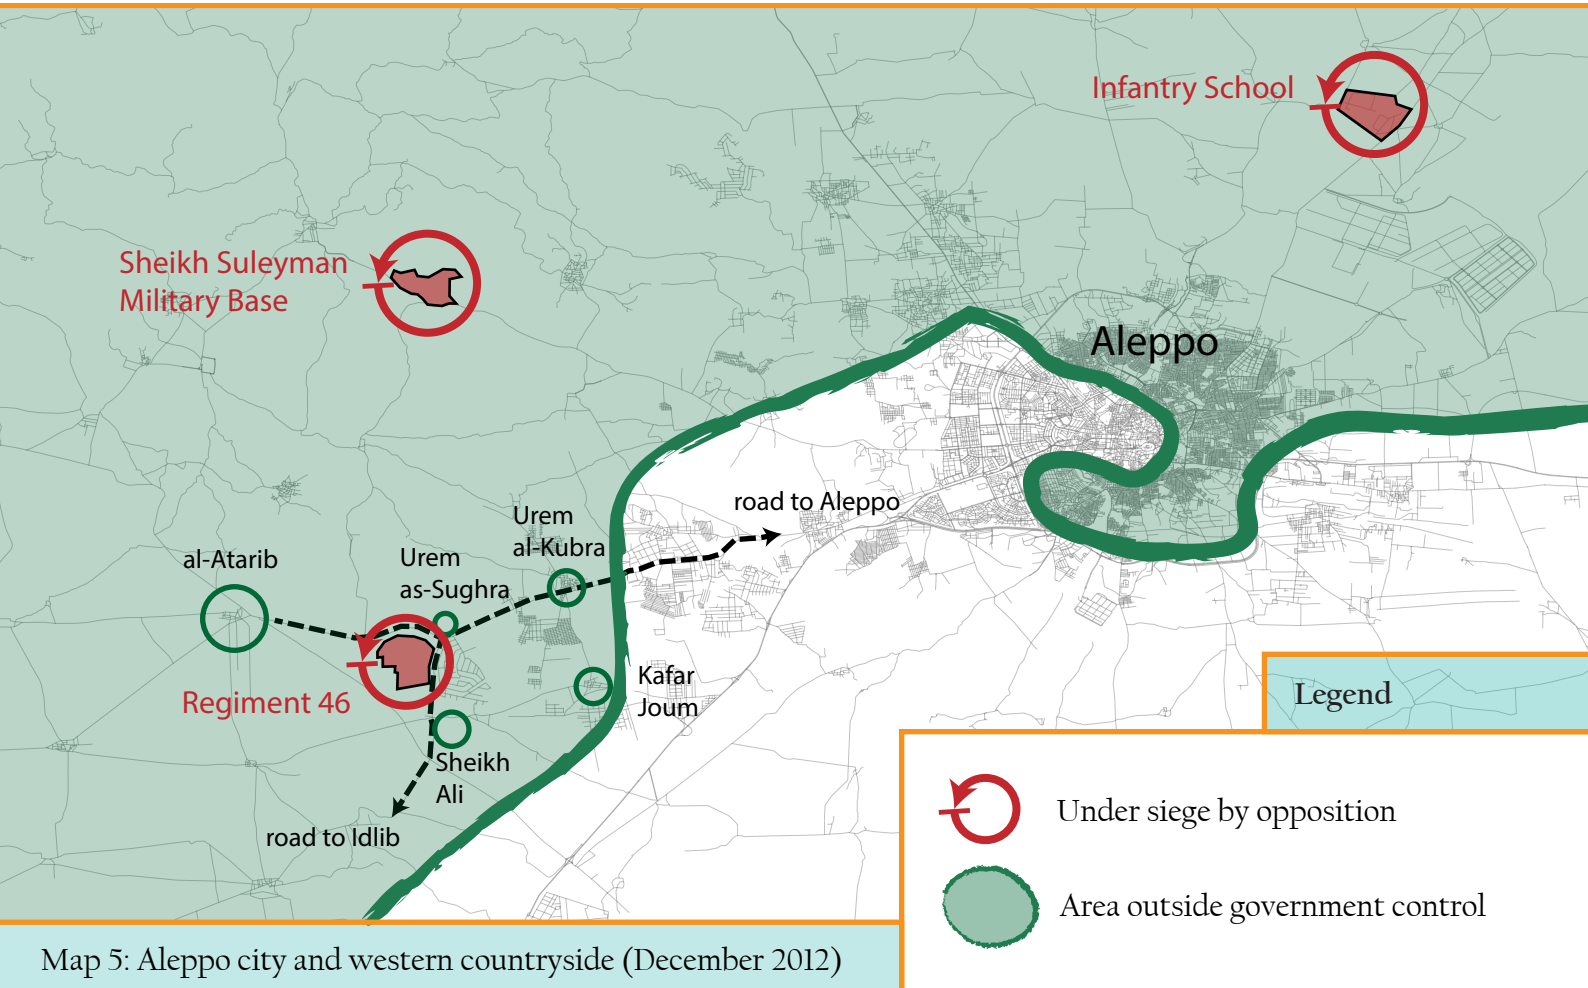 Infantry School
Sheikh Suleyman
Military Base
Aleppo
road to Aleppo
Urem
al-Kubra
al-Atarib
Urem
as-Sughra
Kafar
Joum
Regiment 46
Sheikh
Ali
road to Idlib
Legend
Under siege by opposition
Area outside government control
Map 5: Aleppo city and western countryside (December 2012)